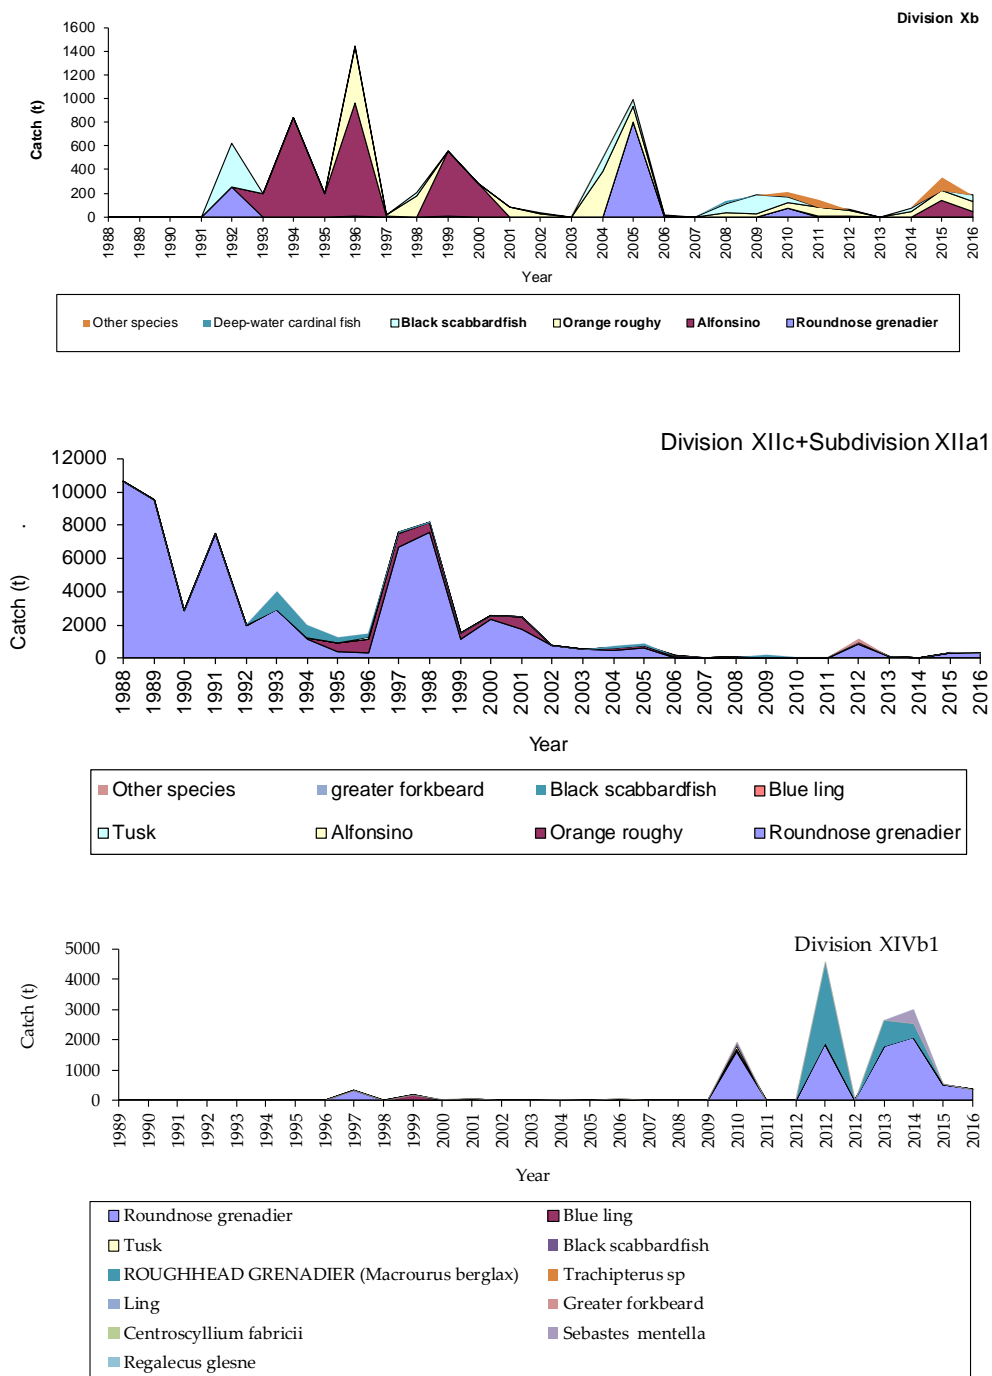 Division Xb
1600
1400
1200
1000
800
600
400
200
0
Catch (t)
1988 1989 1990 1991 1992 1993 1994 1995 1996 1997 1998 1999 2000 2001 2002 2003 2004 2005 2006 2007 2008 2009 2010 2011 2012 2013 2014 2015 2016
Year
Other species Deep-water cardinal fish Black scabbardfish Orange roughy Alfonsino Roundnose grenadier
Division XIIc+Subdivision XIIa1
12000
10000
8000
6000
4000
2000
0
Catch (t) .
1988 1989 1990 1991 1992 1993 1994 1995 1996 1997 1998 1999 2000 2001 2002 2003 2004 2005 2006 2007 2008 2009 2010 2011 2012 2013 2014 2015 2016
Year
Other species greater forkbeard Black scabbardfish Blue ling
Tusk Alfonsino Orange roughy Roundnose grenadier
Division XIVb1
5000
4000
3000
2000
1000
0
Catch (t)
1989 1990 1991 1992 1993 1994 1995 1996 1997 1998 1999 2000 2001 2002 2003 2004 2005 2006 2007 2008 2009 2010 2011 2012 2012 2012 2013 2014 2015 2016
Year
Roundnose grenadier Blue ling
Tusk Black scabbardfish
ROUGHHEAD GRENADIER (Macrourus berglax) Trachipterus sp
Ling Greater forkbeard
Centroscyllium fabricii Sebastes mentella
Regalecus glesne